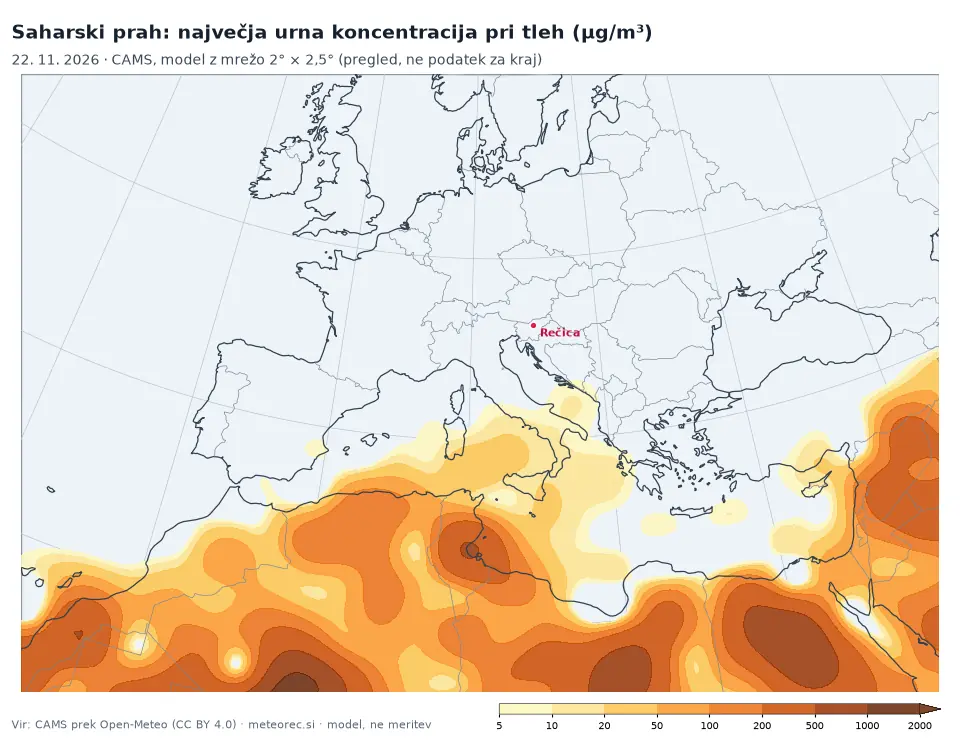 Saharski prah: največja urna koncentracija pri tleh (µg/m³)
22. 11. 2026 · CAMS, model z mrežo 2° × 2,5° (pregled, ne podatek za kraj)
Rečica
5 10 20 50 100 200 500 1000 2000
Vir: CAMS prek Open-Meteo (CC BY 4.0) · meteorec.si · model, ne meritev